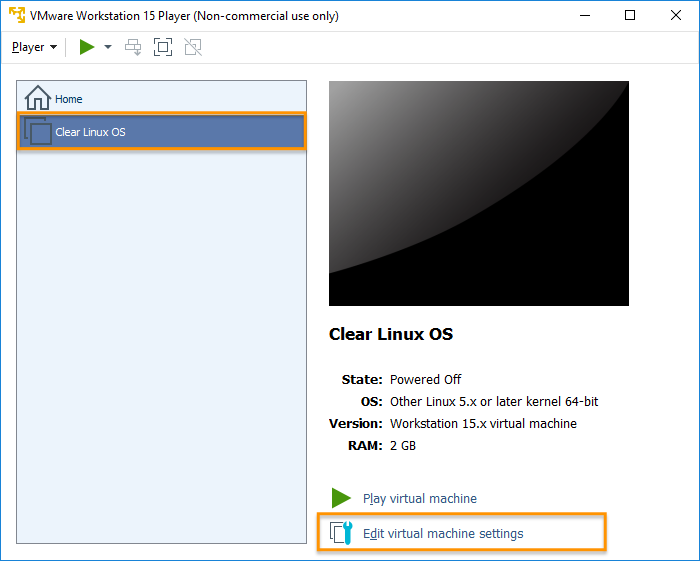 VMware Workstation 15 Player (Non-commercial use only)
Player
Home
Clear Linux OS
Clear Linux OS
State: Powered Off
OS: Other Linux 5.x or later kernel 64-bit
Version: Workstation 15.x virtual machine
RAM: 2 GB
Play virtual machine
Edit virtual machine settings